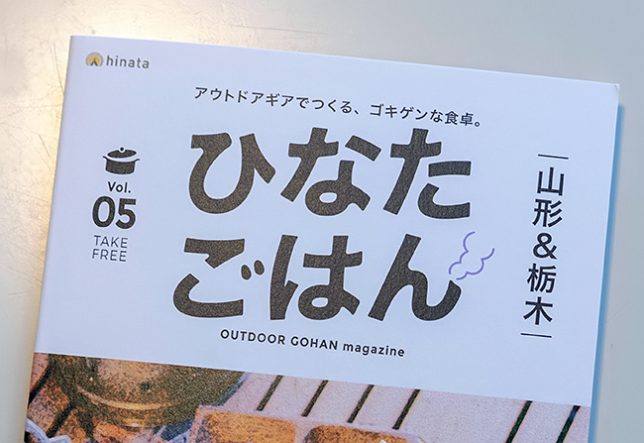 hinata
アウトドアギアでつくる、ゴキゲンな食卓。
Vol.
05
TAKE
FREE
ひなた
ごはん
山形&栃木
OUTDOOR GOHAN magazine